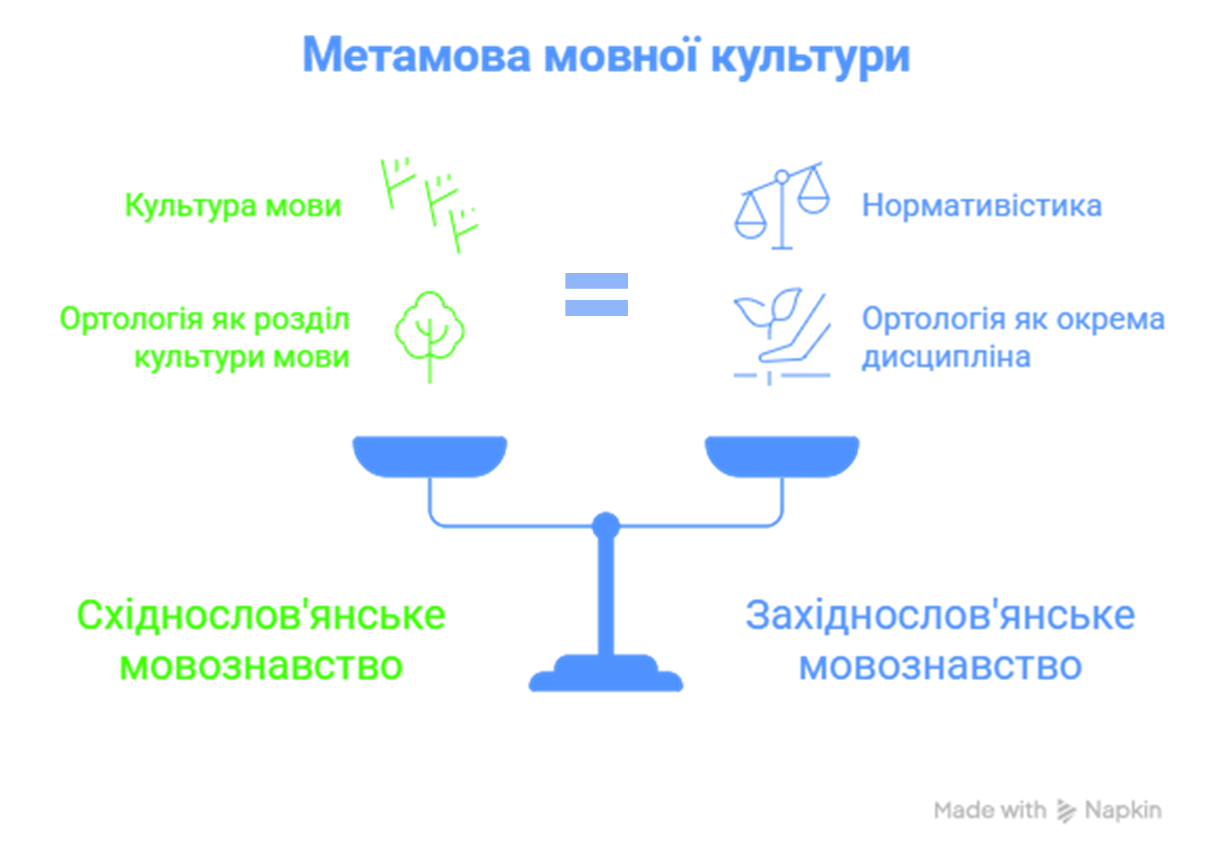 Метамова мовної культури
Культура мови
Нормативістика
Ортологія як розділ
культури мови
Ортологія як окрема
дисципліна
Східнослов'янське
мовознавство
Західнослов'янське
мовознавство
Made with Napkin